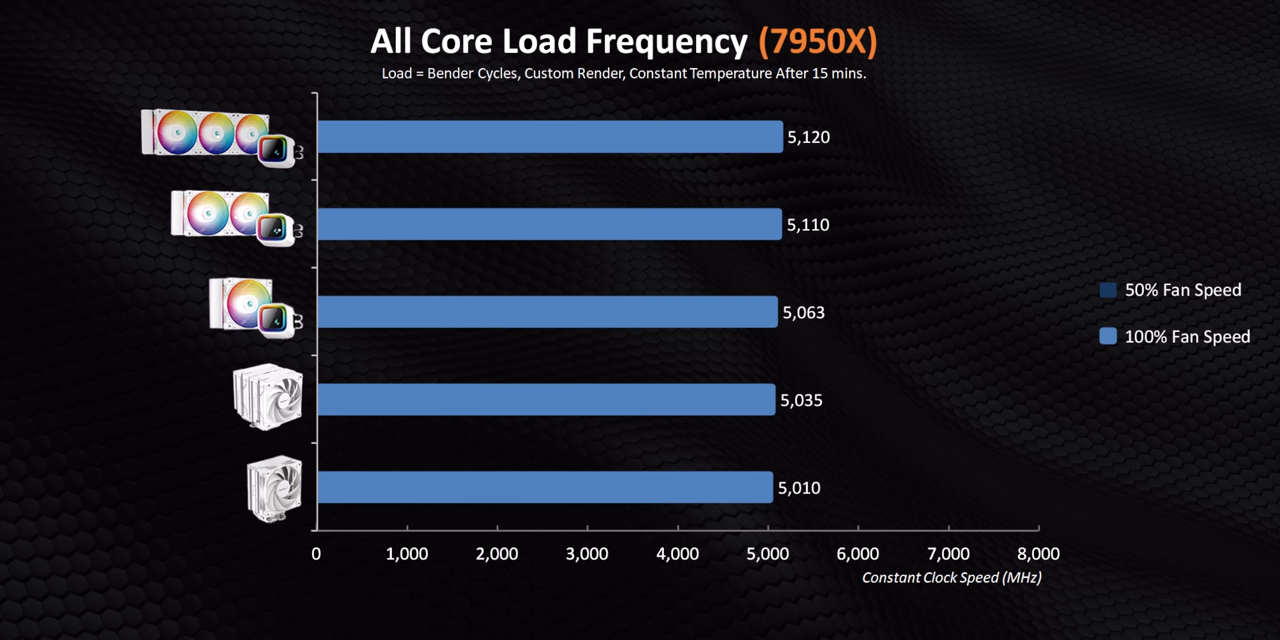 All Core Load Frequency (7950X)
Load = Bender Cycles, Custom Render, Constant Temperature After 15 mins.
5,120
5,110
5,063
5,035
5,010
50% Fan Speed
100% Fan Speed
0 1,000 2,000 3,000 4,000 5,000 6,000 7,000 8,000
Constant Clock Speed (MHz)